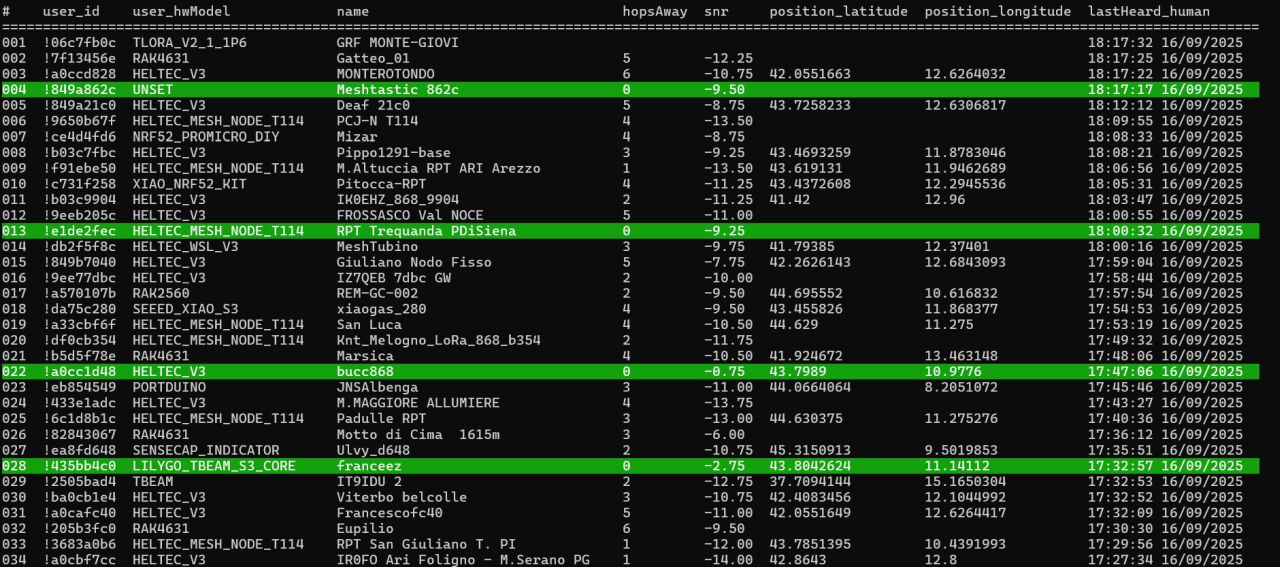 #    user_id    user_hwModel             name                           hopsAway  snr     position_latitude  position_longitude  lastHeard_human
================================================================================
001  !06c7fb0c  TLORA_V2_1_1P6           GRF MONTE-GIOVI                                                                         18:17:32 16/09/2025
002  !7f13456e  RAK4631                  Gatteo_01                      5         -12.25                                         18:17:25 16/09/2025
003  !a0ccd828  HELTEC_V3                MONTEROTONDO                   6         -10.75  42.0551663         12.6264032          18:17:22 16/09/2025
004  !849a862c  UNSET                    Meshtastic 862c                0         -9.50                                          18:17:17 16/09/2025
005  !849a21c0  HELTEC_V3                Deaf 21c0                      5         -8.75   43.7258233         12.6306817          18:12:12 16/09/2025
006  !9650b67f  HELTEC_MESH_NODE_T114    PCJ-N T114                     4         -13.50                                         18:09:55 16/09/2025
007  !ce4d4fd6  NRF52_PROMICRO_DIY       Mizar                          4         -8.75                                          18:08:33 16/09/2025
008  !b03c7fbc  HELTEC_V3                Pippo1291-base                 3         -9.25   43.4693259         11.8783046          18:08:21 16/09/2025
009  !f91ebe50  HELTEC_MESH_NODE_T114    M.Altuccia RPT ARI Arezzo      1         -13.50  43.619131          11.9462689          18:06:56 16/09/2025
010  !c731f258  XIAO_NRF52_KIT           Pitocca-RPT                    4         -11.25  43.4372608         12.2945536          18:05:31 16/09/2025
011  !b03c9904  HELTEC_V3                IK0EHZ_868_9904                2         -11.25  41.42              12.96               18:03:47 16/09/2025
012  !9eeb205c  HELTEC_V3                FROSSASCO Val NOCE             5         -11.00                                         18:00:55 16/09/2025
013  !e1de2fec  HELTEC_MESH_NODE_T114    RPT Trequanda PDiSiena         0         -9.25                                          18:00:32 16/09/2025
014  !db2f5f8c  HELTEC_WSL_V3            MeshTubino                     3         -9.75   41.79385           12.37401            18:00:16 16/09/2025
015  !849b7040  HELTEC_V3                Giuliano Nodo Fisso            5         -7.75   42.2626143         12.6843093          17:59:04 16/09/2025
016  !9ee77dbc  HELTEC_V3                IZ7QEB 7dbc GW                 2         -10.00                                         17:58:44 16/09/2025
017  !a570107b  RAK2560                  REM-GC-002                     2         -9.50   44.695552          10.616832           17:57:54 16/09/2025
018  !da75c280  SEEED_XIAO_S3            xiaogas_280                    4         -9.50   43.455826          11.868377           17:54:53 16/09/2025
019  !a33cbf6f  HELTEC_MESH_NODE_T114    San Luca                       4         -10.50  44.629             11.275              17:53:19 16/09/2025
020  !df0cb354  HELTEC_MESH_NODE_T114    Knt_Melogno_LoRa_868_b354      2         -11.75                                         17:49:32 16/09/2025
021  !b5d5f78e  RAK4631                  Marsica                        4         -10.50  41.924672          13.463148           17:48:06 16/09/2025
022  !a0cc1d48  HELTEC_V3                bucc868                        0         -0.75   43.7989            10.9776             17:47:06 16/09/2025
023  !eb854549  PORTDUINO                JNSAlbenga                     3         -11.00  44.0664064         8.2051072           17:45:46 16/09/2025
024  !433e1adc  HELTEC_V3                M.MAGGIORE ALLUMIERE           4         -13.75                                         17:43:27 16/09/2025
025  !6c1d8b1c  HELTEC_MESH_NODE_T114    Padulle RPT                    3         -13.00  44.630375          11.275276           17:40:36 16/09/2025
026  !82843067  RAK4631                  Motto di Cima  1615m           3         -6.00                                          17:36:12 16/09/2025
027  !ea8fd648  SENSECAP_INDICATOR       Ulvy_d648                      2         -10.75  45.3150913         9.5019853           17:35:51 16/09/2025
028  !435bb4c0  LILYGO_TBEAM_S3_CORE     franceez                       0         -2.75   43.8042624         11.14112            17:32:57 16/09/2025
029  !2505bad4  TBEAM                    IT9IDU 2                       2         -12.75  37.7094144         15.1650304          17:32:53 16/09/2025
030  !ba0cb1e4  HELTEC_V3                Viterbo belcolle               3         -10.75  42.4083456         12.1044992          17:32:52 16/09/2025
031  !a0cafc40  HELTEC_V3                Francescofc40                  5         -11.00  42.0551649         12.6264417          17:32:09 16/09/2025
032  !205b3fc0  RAK4631                  Eupilio                        6         -9.50                                          17:30:30 16/09/2025
033  !3683a0b6  HELTEC_MESH_NODE_T114    RPT San Giuliano T. PI         1         -12.00  43.7851395         10.4391993          17:29:56 16/09/2025
034  !a0cbf7cc  HELTEC_V3                IR0FO Ari Foligno - M.Serano PG  1       -14.00  42.8643            12.8                17:27:34 16/09/2025